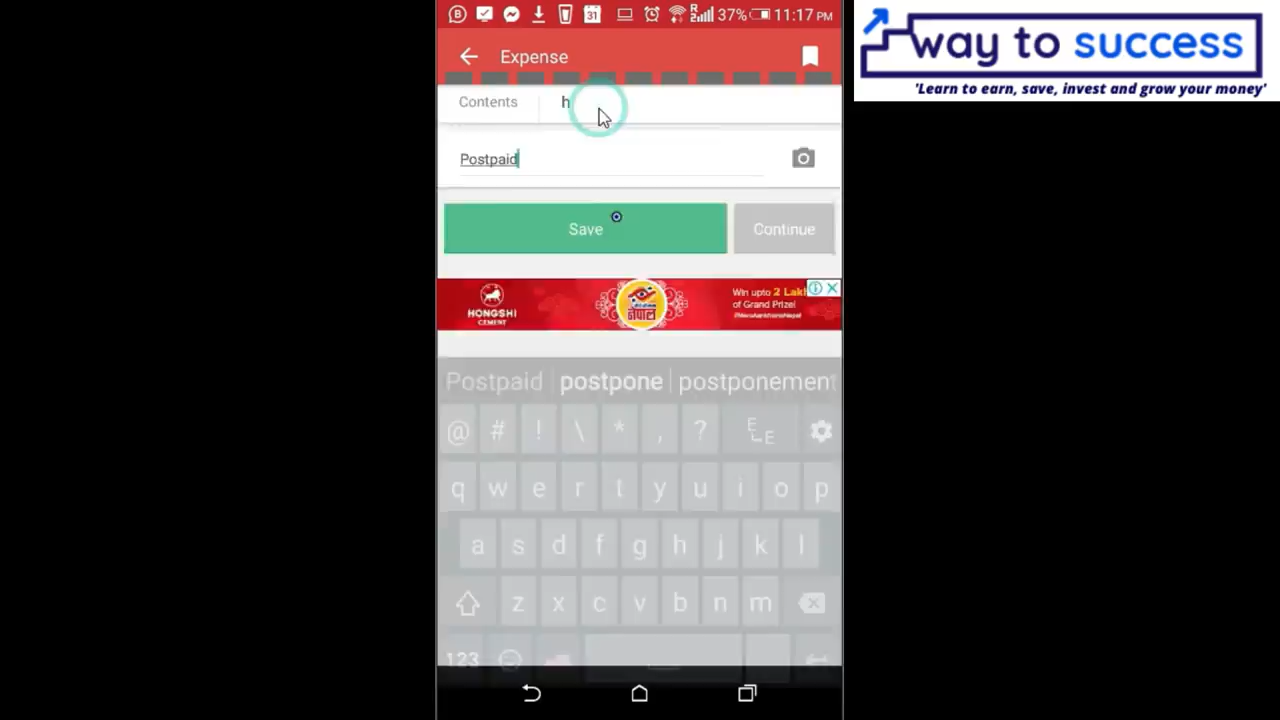 37% 11:17 PM
way to success
'Learn to earn, save, invest and grow your money'
Expense
Contents h
Postpaid
Save Continue
HONGSHI
CEMENT
नेपाल
Win upto 2 Lakh
of Grand Prize!
Postpaid postpone postponement
@ # ! \ * , ?
q w e r t y u i o p
a s d f g h j k l
z x c v b n m
123